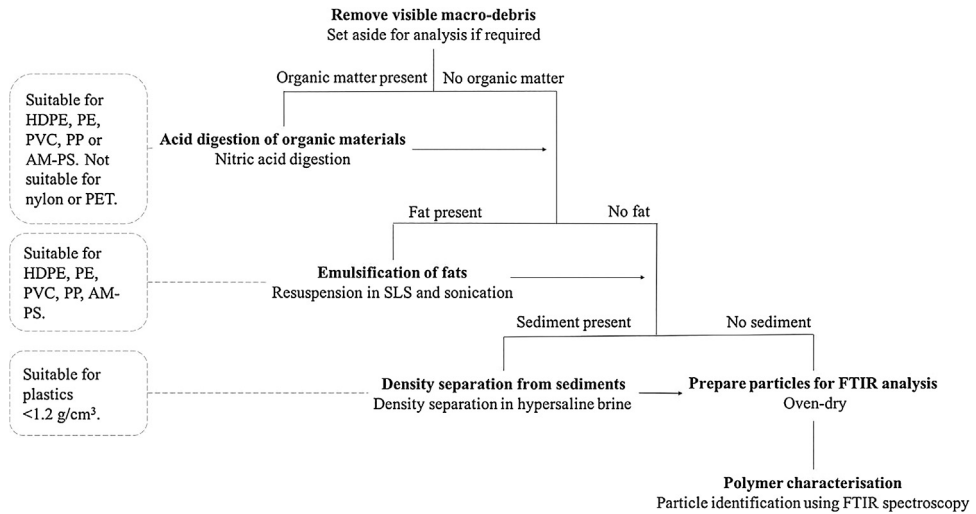 Remove visible macro-debris
Set aside for analysis if required
Organic matter present
No organic matter
Suitable for
HDPE, PE,
PVC, PP or
AM-PS. Not
suitable for
nylon or PET.
Acid digestion of organic materials
Nitric acid digestion
Fat present
No fat
Suitable for
HDPE, PE,
PVC, PP, AM-
PS.
Emulsification of fats
Resuspension in SLS and sonication
Sediment present
No sediment
Suitable for
plastics
<1.2 g/cm³.
Density separation from sediments
Density separation in hypersaline brine
Prepare particles for FTIR analysis
Oven-dry
Polymer characterisation
Particle identification using FTIR spectroscopy